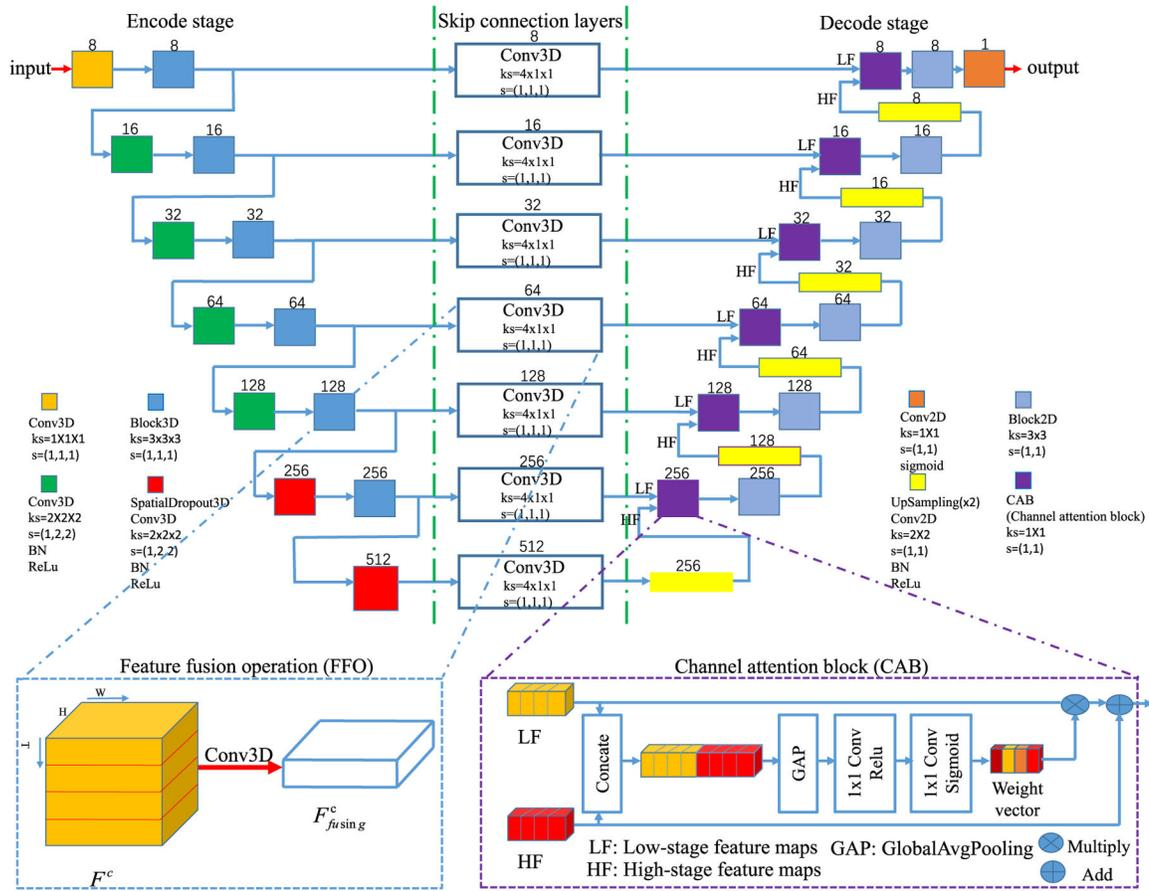 Encode stage
Skip connection layers
Decode stage
input
8
8
8
Conv3D
ks=4x1x1
s=(1,1,1)
LF
8
8
1
output
HF
8
16
16
16
Conv3D
ks=4x1x1
s=(1,1,1)
LF
16
16
HF
16
32
32
32
Conv3D
ks=4x1x1
s=(1,1,1)
LF
32
32
HF
32
64
64
64
Conv3D
ks=4x1x1
s=(1,1,1)
LF
64
64
HF
64
128
128
128
Conv3D
ks=4x1x1
s=(1,1,1)
LF
128
128
HF
128
256
256
256
Conv3D
ks=4x1x1
s=(1,1,1)
LF
256
256
HF
512
512
Conv3D
ks=4x1x1
s=(1,1,1)
256
Conv3D
ks=1X1X1
s=(1,1,1)
Block3D
ks=3x3x3
s=(1,1,1)
Conv3D
ks=2X2X2
s=(1,2,2)
BN
ReLu
SpatialDropout3D
Conv3D
ks=2x2x2
s=(1,2,2)
BN
ReLu
Conv2D
ks=1X1
s=(1,1)
sigmoid
Block2D
ks=3x3
s=(1,1)
UpSampling(x2)
Conv2D
ks=2X2
s=(1,1)
BN
ReLu
CAB
(Channel attention block)
ks=1X1
s=(1,1)
Feature fusion operation (FFO)
W
H
T
Conv3D
F^c
F^c_{fusing}
Channel attention block (CAB)
LF
HF
Concate
GAP
1x1 Conv
Relu
1x1 Conv
Sigmoid
Weight
vector
LF: Low-stage feature maps
GAP: GlobalAvgPooling
Multiply
HF: High-stage feature maps
Add